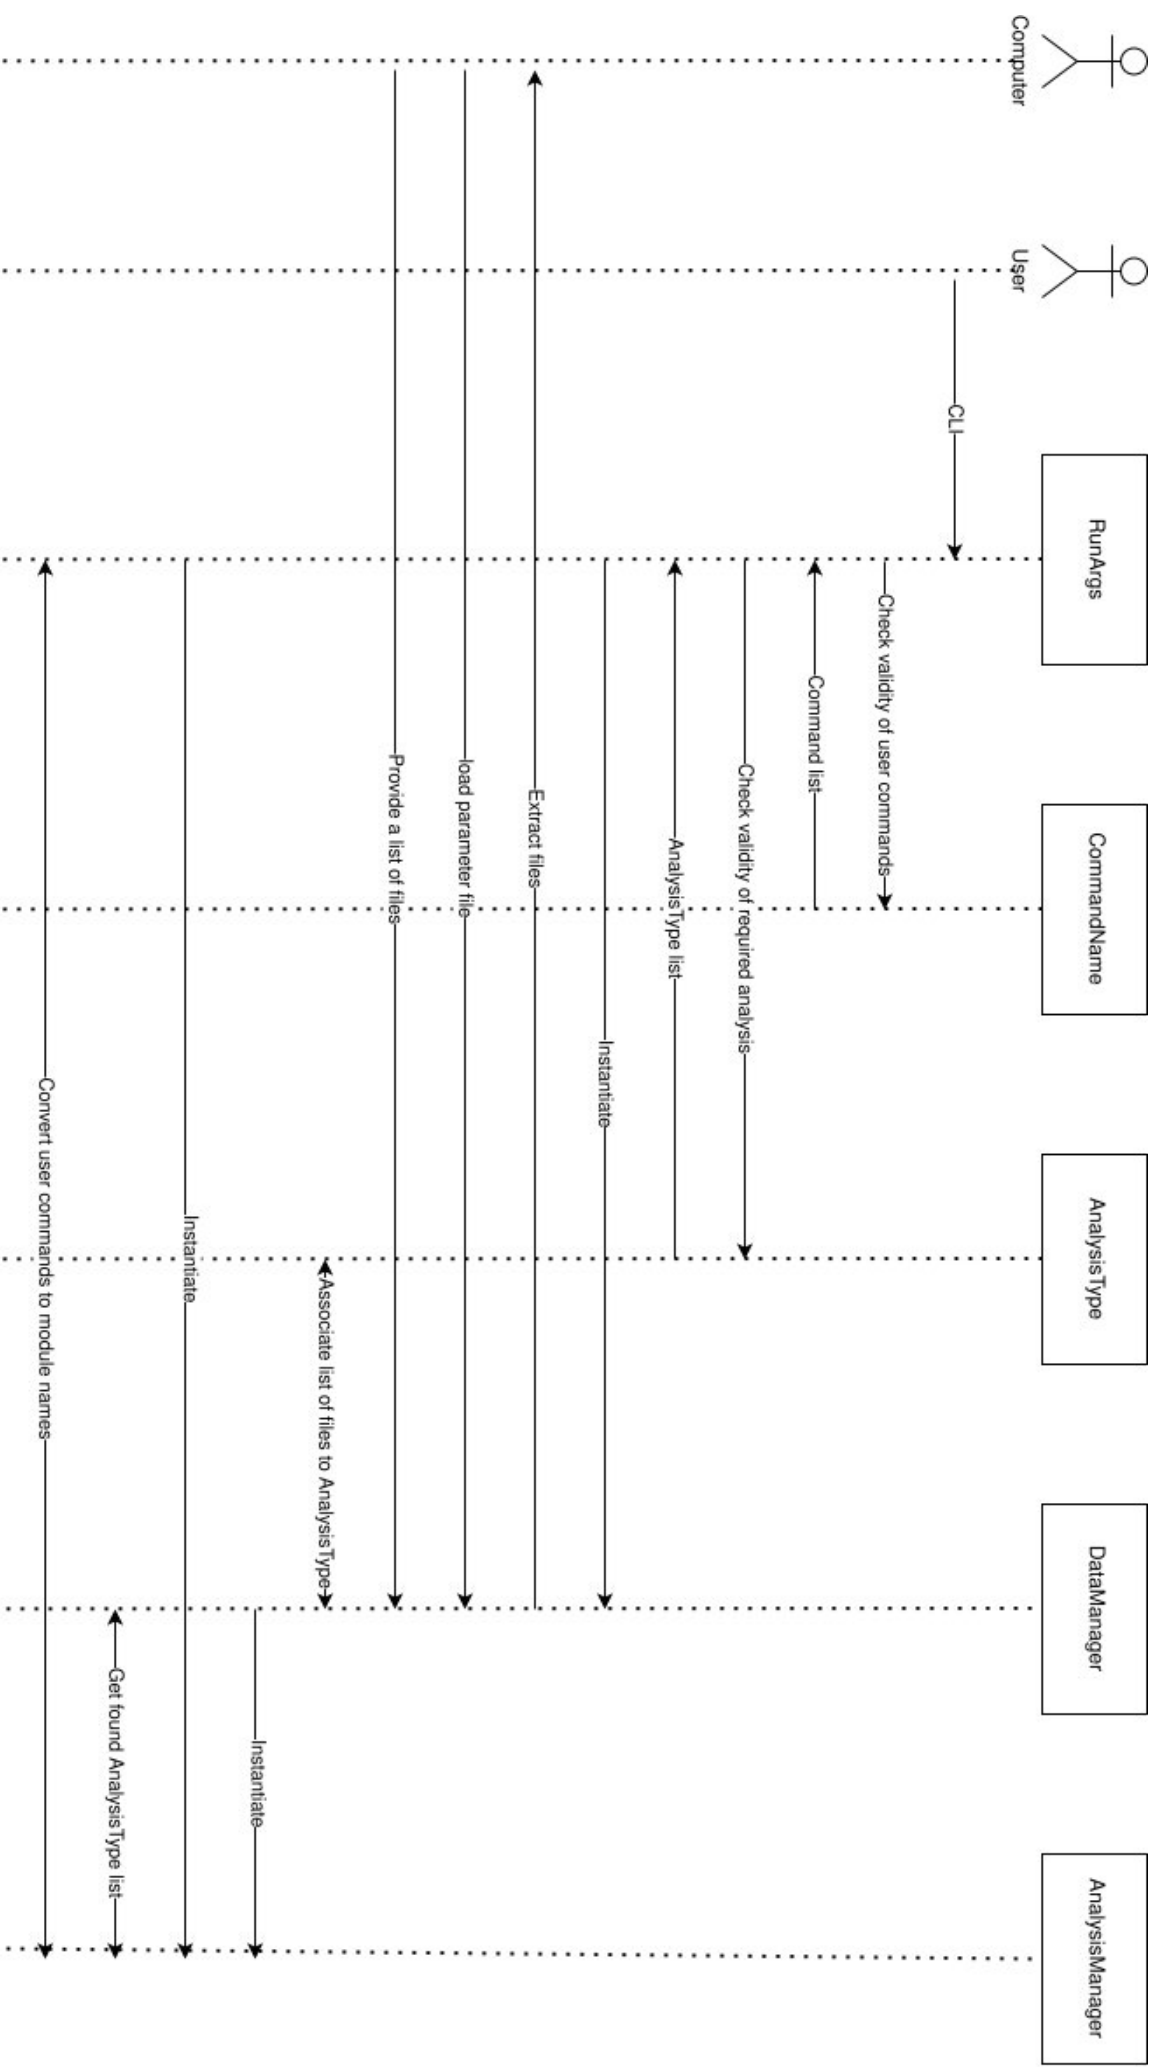 Computer
User
RunArgs
CommandName
AnalysisType
DataManager
AnalysisManager
CLI
Check validity of user commands
Command list
Check validity of required analysis
AnalysisType list
Instantiate
Extract files
load parameter file
Provide a list of files
Associate list of files to AnalysisType
Instantiate
Instantiate
Get found AnalysisType list
Convert user commands to module names